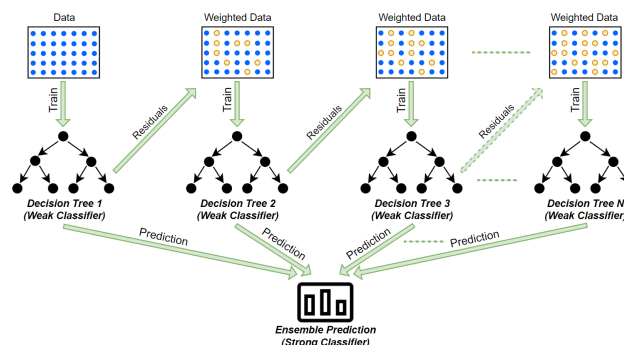 Data
Weighted Data
Weighted Data
Weighted Data
Train
Residuals
Train
Residuals
Train
Residuals
Train
Decision Tree 1
(Weak Classifier)
Decision Tree 2
(Weak Classifier)
Decision Tree 3
(Weak Classifier)
Decision Tree N
(Weak Classifier)
Prediction
Prediction
Prediction
Prediction
Ensemble Prediction
(Strong Classifier)